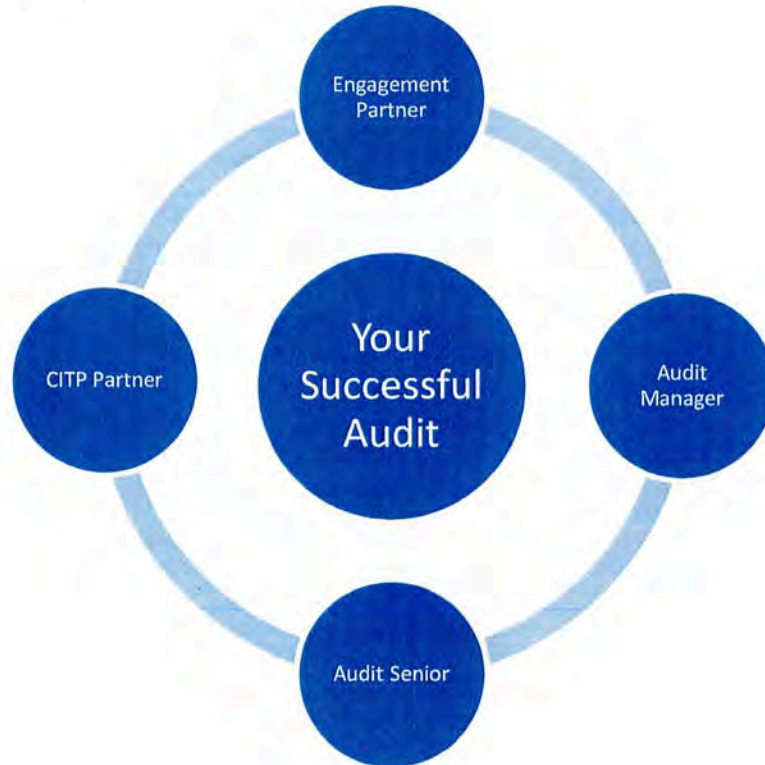 Engagement
Partner
Your
Successful
Audit
CITP Partner
Audit
Manager
Audit Senior